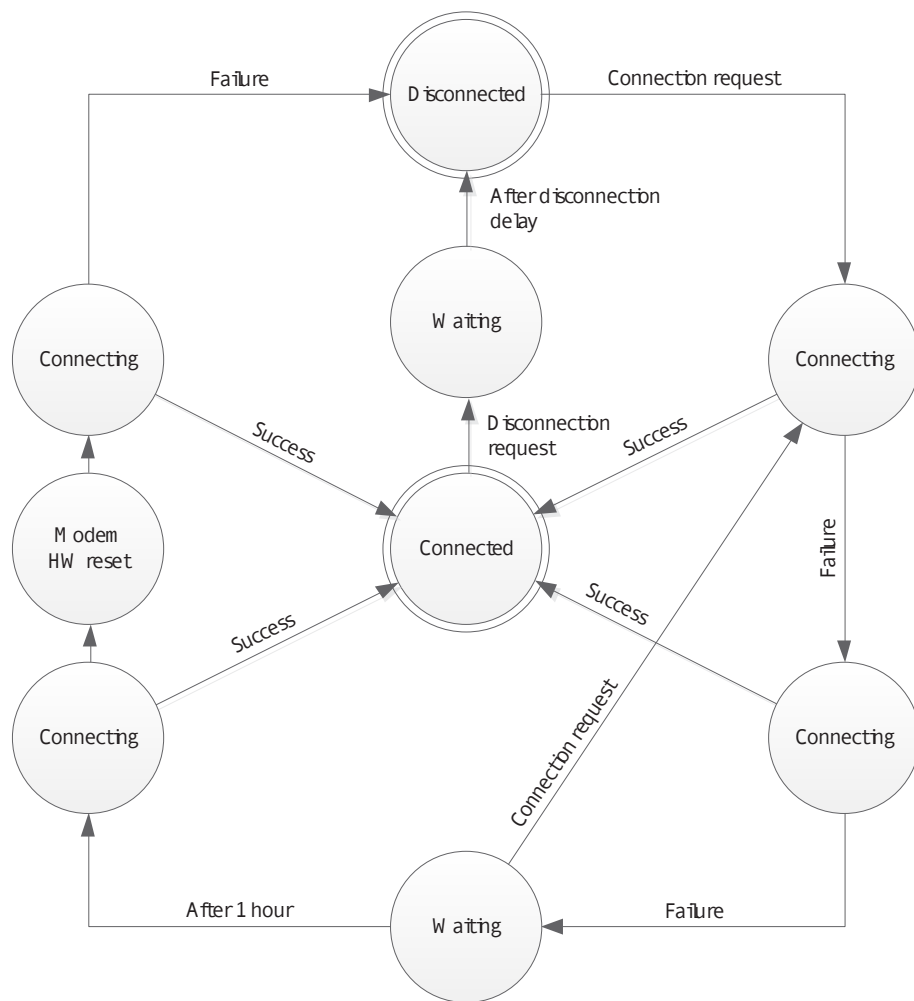 Failure
Disconnected
Connection request
After disconnection
delay
Waiting
Connecting
Connecting
Disconnection
request
Success
Success
Modem
HW reset
Connected
Failure
Success
Success
Connecting
Connection request
Connecting
After 1 hour
Waiting
Failure